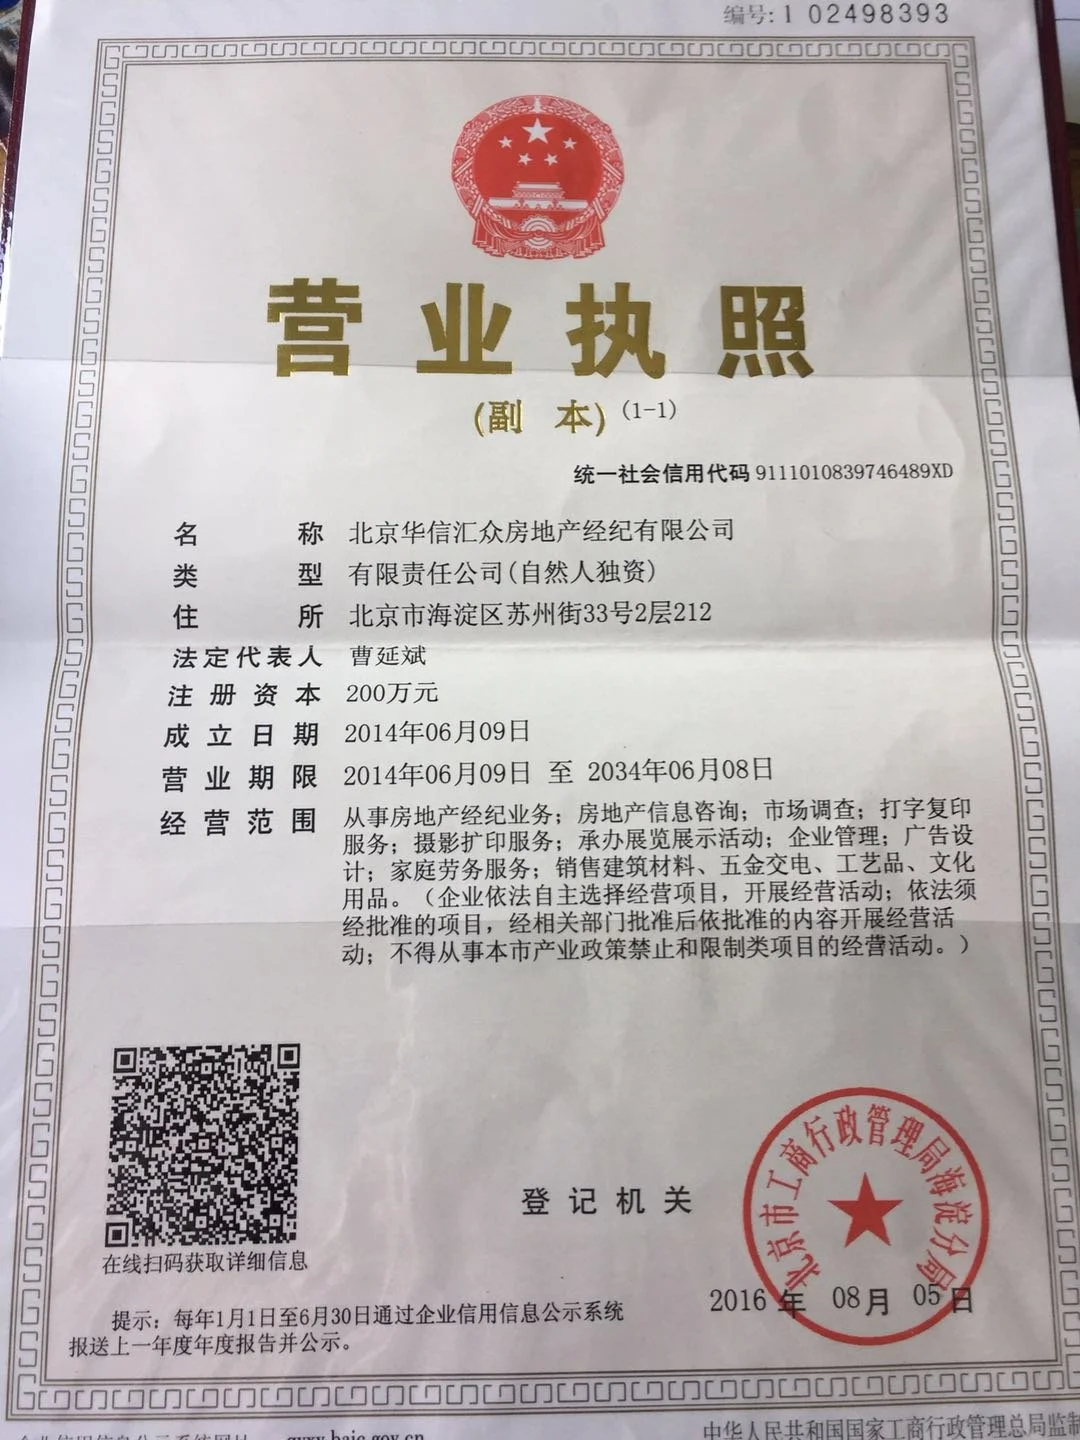 编号: 1 02498393
营业执照
(副 本) (1-1)
统一社会信用代码 9111010839746489XD
名 称 北京华信汇众房地产经纪有限公司
类 型 有限责任公司(自然人独资)
住 所 北京市海淀区苏州街33号2层212
法定代表人 曹延斌
注册资本 200万元
成立日期 2014年06月09日
营业期限 2014年06月09日 至 2034年06月08日
经营范围 从事房地产经纪业务；房地产信息咨询；市场调查；打字复印
服务；摄影扩印服务；承办展览展示活动；企业管理；广告设
计；家庭劳务服务；销售建筑材料、五金交电、工艺品、文化
用品。（企业依法自主选择经营项目，开展经营活动；依法须
经批准的项目，经相关部门批准后依批准的内容开展经营活
动；不得从事本市产业政策禁止和限制类项目的经营活动。）
北京市工商行政管理局海淀分局
登记机关
在线扫码获取详细信息
2016 年 08月 05日
提示：每年1月1日至6月30日通过企业信用信息公示系统
报送上一年度年度报告并公示。
企业信用信息公示系统网址： qyxy.baic.gov.cn
中华人民共和国国家工商行政管理总局监制